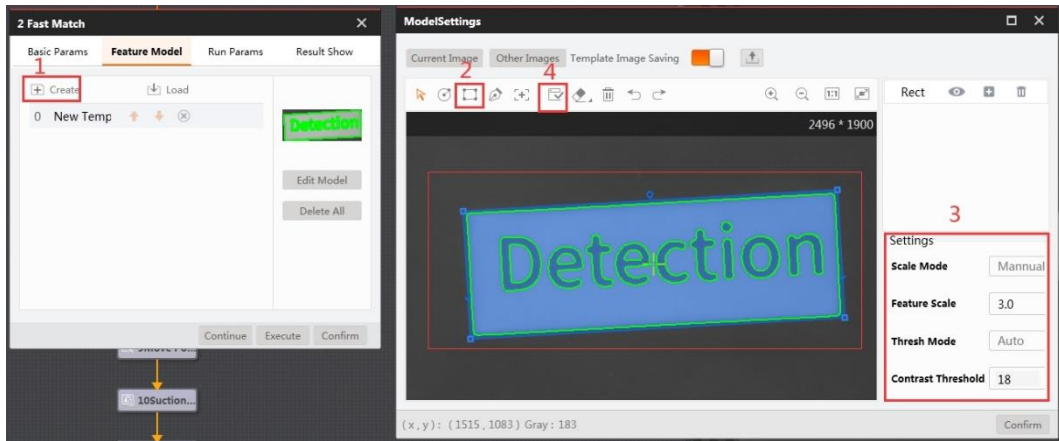 2 Fast Match
Basic Params Feature Model Run Params Result Show
1
Create Load
0 New Temp
Detection
Edit Model
Delete All
Continue Execute Confirm
10Suction...
ModelSettings
Current Image Other Images Template Image Saving
2 4
1:1
2496 * 1900
Detection
(x,y): (1515,1083) Gray: 183
Rect
3
Settings
Scale Mode Mannual
Feature Scale 3.0
Thresh Mode Auto
Contrast Threshold 18
Confirm